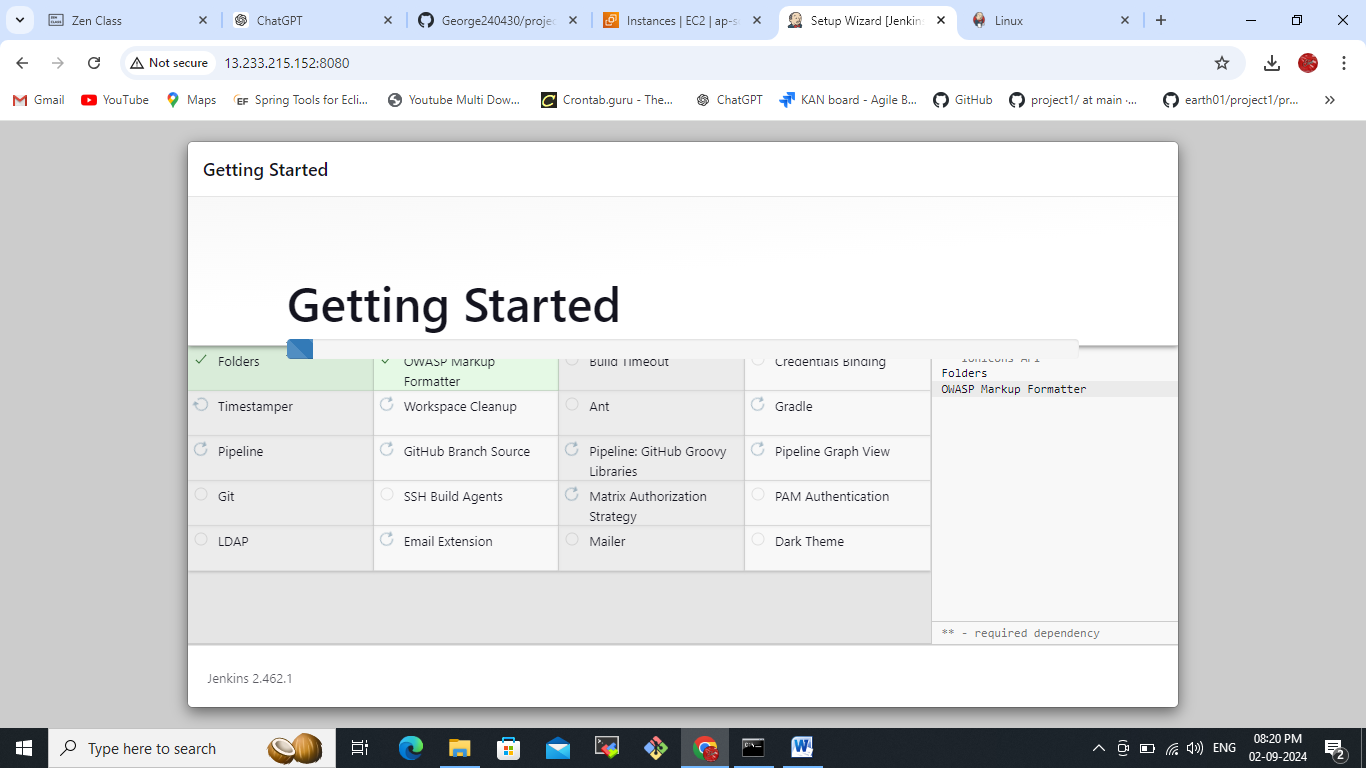 Zen Class
ChatGPT
George240430/projec
Instances | EC2 | ap-s
Setup Wizard [Jenkin
Linux
Not secure
13.233.215.152:8080
Gmail
YouTube
Maps
Spring Tools for Ecli...
Youtube Multi Dow...
Crontab.guru - The...
ChatGPT
KAN board - Agile B...
GitHub
project1/ at main ·...
earth01/project1/pr...
»
Getting Started
Getting Started
Folders
OWASP Markup
Formatter
Build Timeout
Credentials Binding
Timestamper
Workspace Cleanup
Ant
Gradle
Pipeline
GitHub Branch Source
Pipeline: GitHub Groovy
Libraries
Pipeline Graph View
Git
SSH Build Agents
Matrix Authorization
Strategy
PAM Authentication
LDAP
Email Extension
Mailer
Dark Theme
Ionicons API
Folders
OWASP Markup Formatter
** - required dependency
Jenkins 2.462.1
Type here to search
ENG
08:20 PM
02-09-2024
2